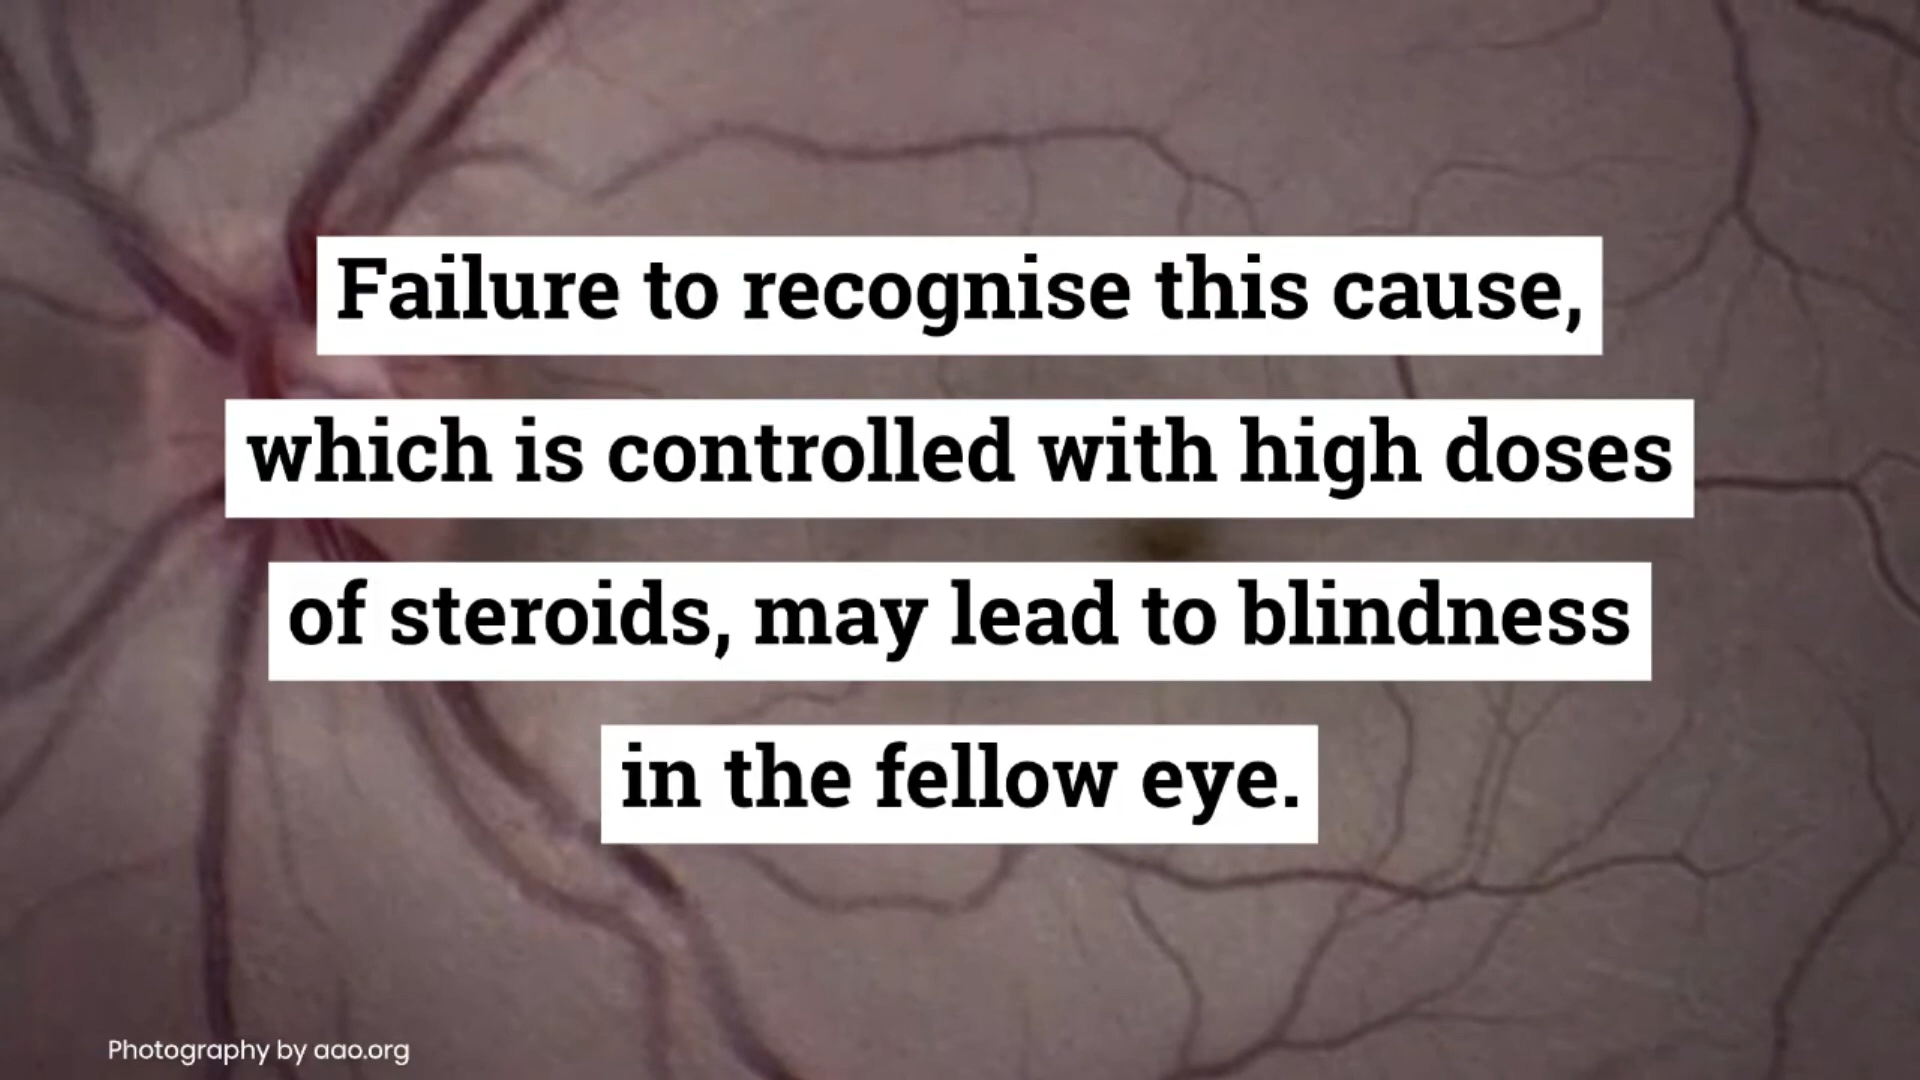 Failure to recognise this cause,
which is controlled with high doses
of steroids, may lead to blindness
in the fellow eye.
Photography by aao.org